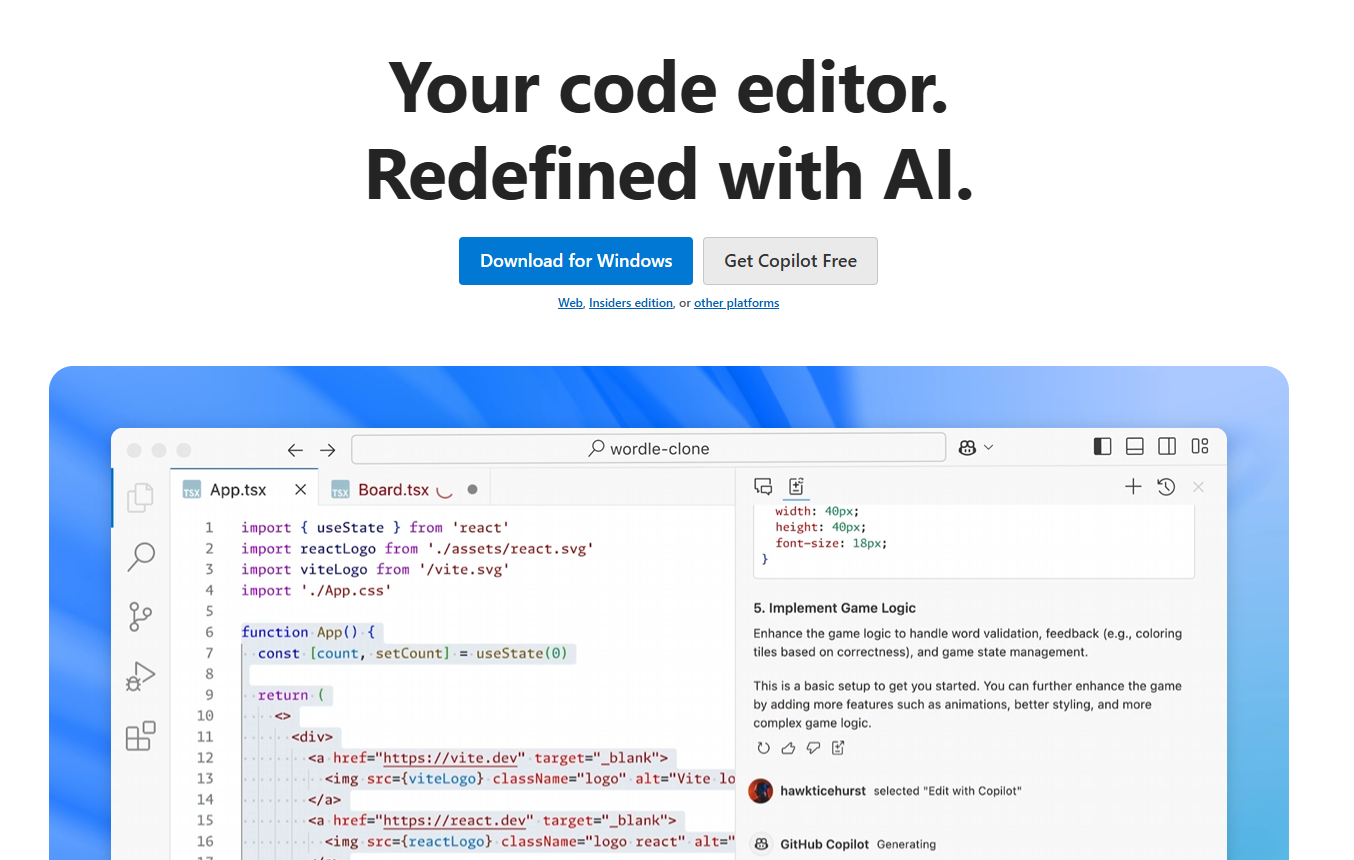 Your code editor.
Redefined with AI.
Download for Windows
Get Copilot Free
Web, Insiders edition, or other platforms
wordle-clone
TSX App.tsx
TSX Board.tsx
1 import { useState } from 'react'
2 import reactLogo from './assets/react.svg'
3 import viteLogo from '/vite.svg'
4 import './App.css'
5
6 function App() {
7 const [count, setCount] = useState(0)
8
9 return (
10 <>
11 <div>
12 <a href="https://vite.dev" target="_blank">
13 <img src={viteLogo} className="logo" alt="Vite lo
14 </a>
15 <a href="https://react.dev" target="_blank">
16 <img src={reactLogo} className="logo react" alt="
width: 40px;
height: 40px;
font-size: 18px;
}
5. Implement Game Logic
Enhance the game logic to handle word validation, feedback (e.g., coloring
tiles based on correctness), and game state management.
This is a basic setup to get you started. You can further enhance the game
by adding more features such as animations, better styling, and more
complex game logic.
hawkticehurst selected "Edit with Copilot"
GitHub Copilot Generating